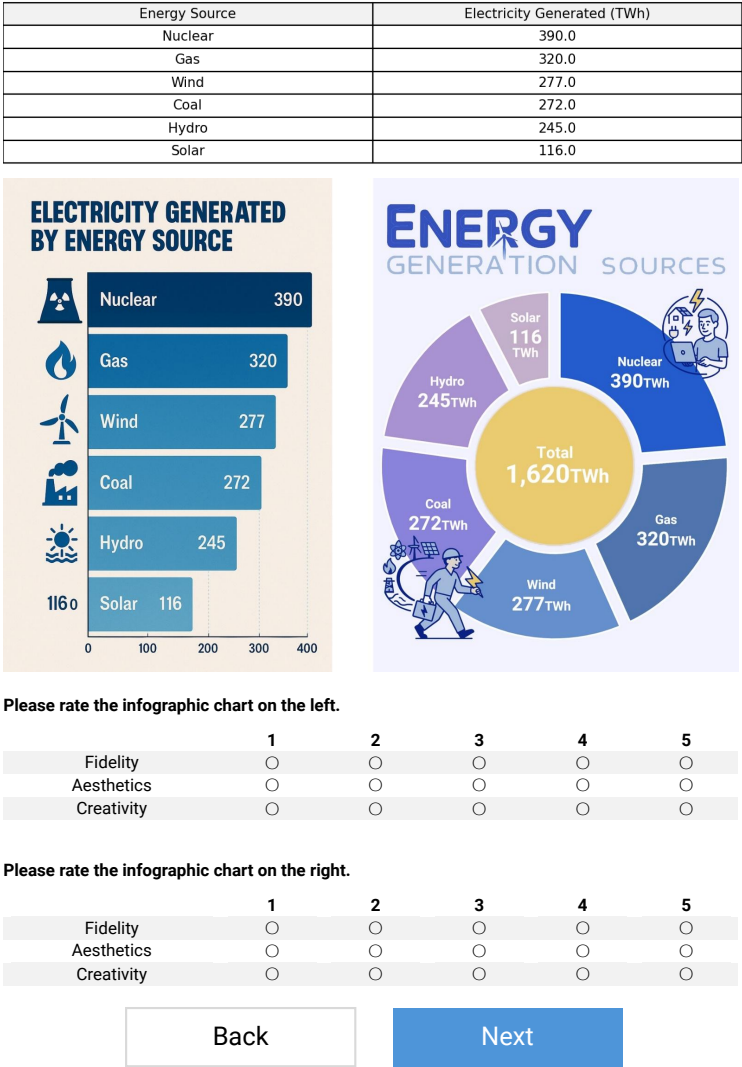 Energy Source Electricity Generated (TWh)
Nuclear 390.0
Gas 320.0
Wind 277.0
Coal 272.0
Hydro 245.0
Solar 116.0
ELECTRICITY GENERATED
BY ENERGY SOURCE
Nuclear 390
Gas 320
Wind 277
Coal 272
Hydro 245
116o Solar 116
0 100 200 300 400
ENERGY
GENERATION SOURCES
Solar
116
TWh
Nuclear
390TWh
Hydro
245TWh
Total
1,620TWh
Coal
272TWh
Gas
320TWh
Wind
277TWh
Please rate the infographic chart on the left.
1 2 3 4 5
Fidelity
Aesthetics
Creativity
Please rate the infographic chart on the right.
1 2 3 4 5
Fidelity
Aesthetics
Creativity
Back Next